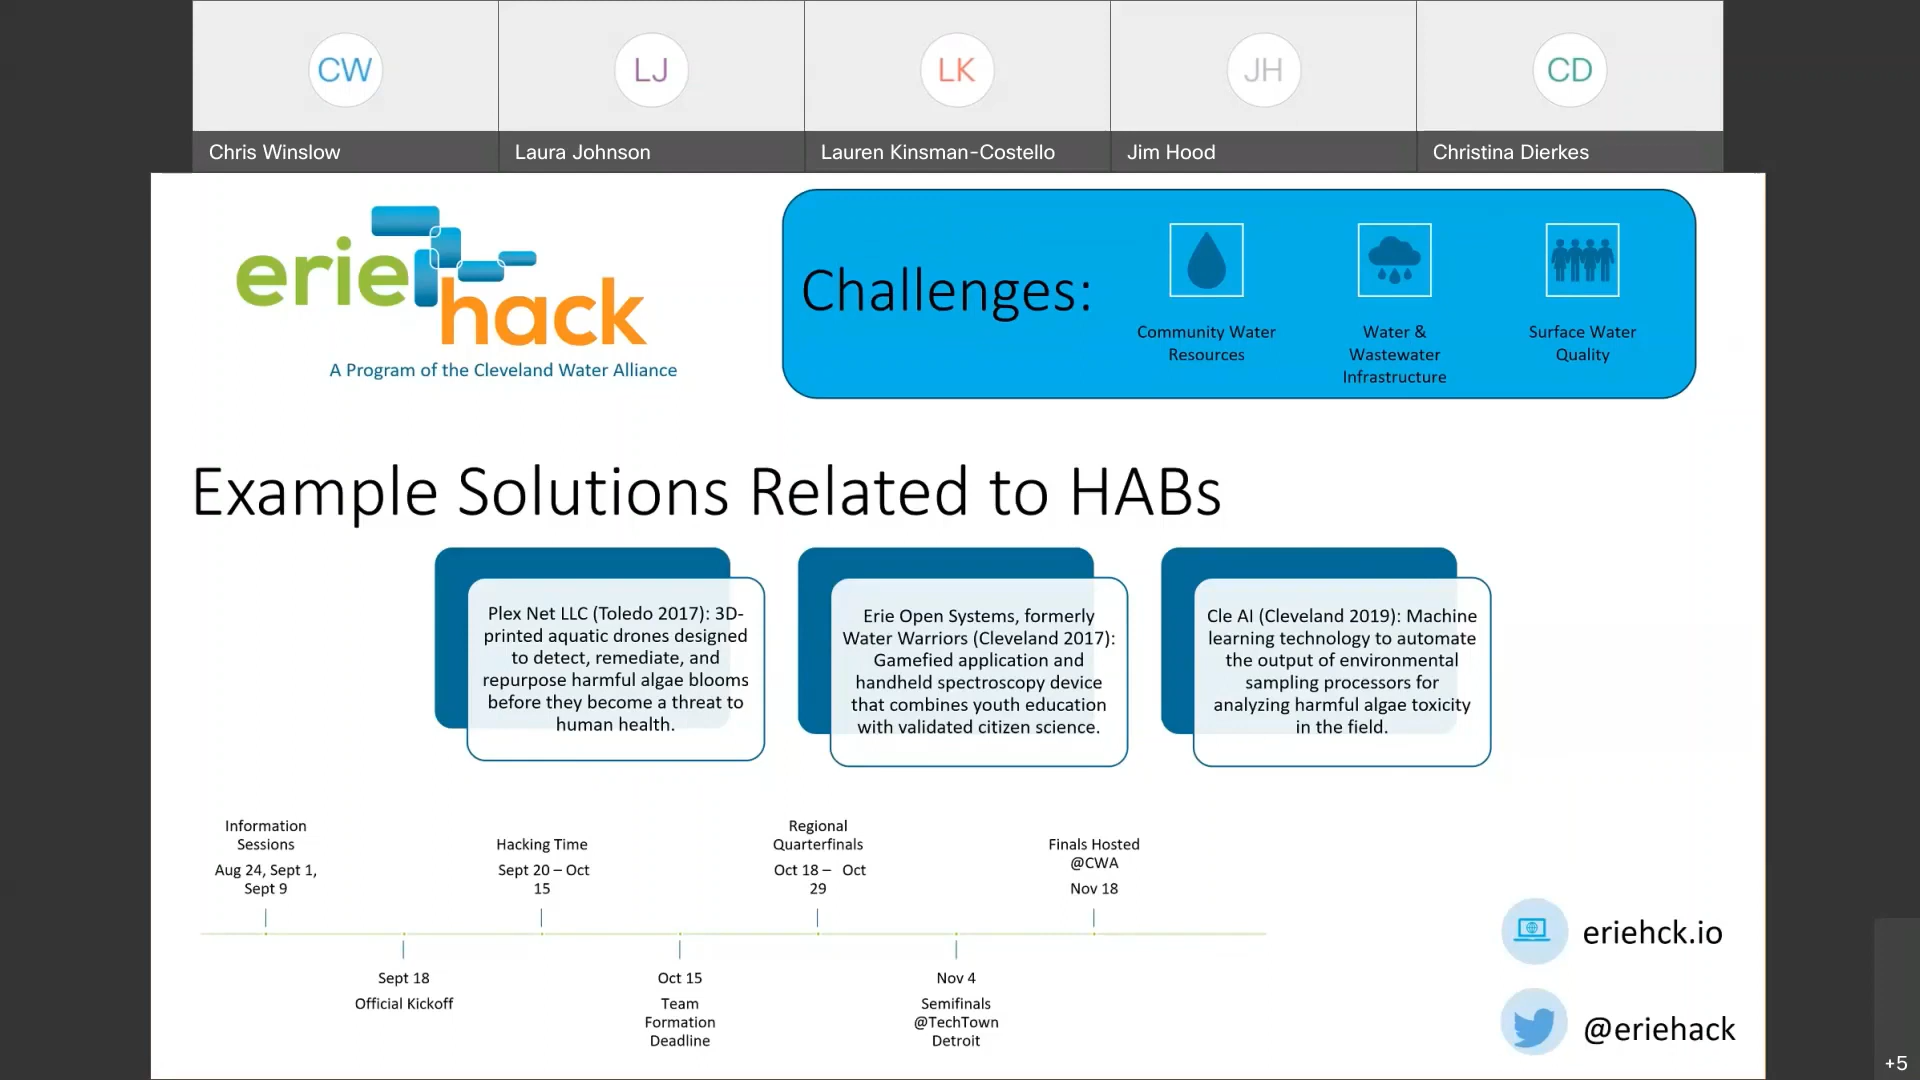 CW
LJ
LK
JH
CD
Chris Winslow
Laura Johnson
Lauren Kinsman-Costello
Jim Hood
Christina Dierkes
erie
hack
A Program of the Cleveland Water Alliance
Challenges:
Community Water
Resources
Water &
Wastewater
Infrastructure
Surface Water
Quality
Example Solutions Related to HABs
Plex Net LLC (Toledo 2017): 3D-
printed aquatic drones designed
to detect, remediate, and
repurpose harmful algae blooms
before they become a threat to
human health.
Erie Open Systems, formerly
Water Warriors (Cleveland 2017):
Gamefied application and
handheld spectroscopy device
that combines youth education
with validated citizen science.
Cle AI (Cleveland 2019): Machine
learning technology to automate
the output of environmental
sampling processors for
analyzing harmful algae toxicity
in the field.
Information
Sessions
Aug 24, Sept 1,
Sept 9
Sept 18
Official Kickoff
Hacking Time
Sept 20 – Oct
15
Oct 15
Team
Formation
Deadline
Regional
Quarterfinals
Oct 18 – Oct
29
Nov 4
Semifinals
@TechTown
Detroit
Finals Hosted
@CWA
Nov 18
eriehck.io
@eriehack
+5